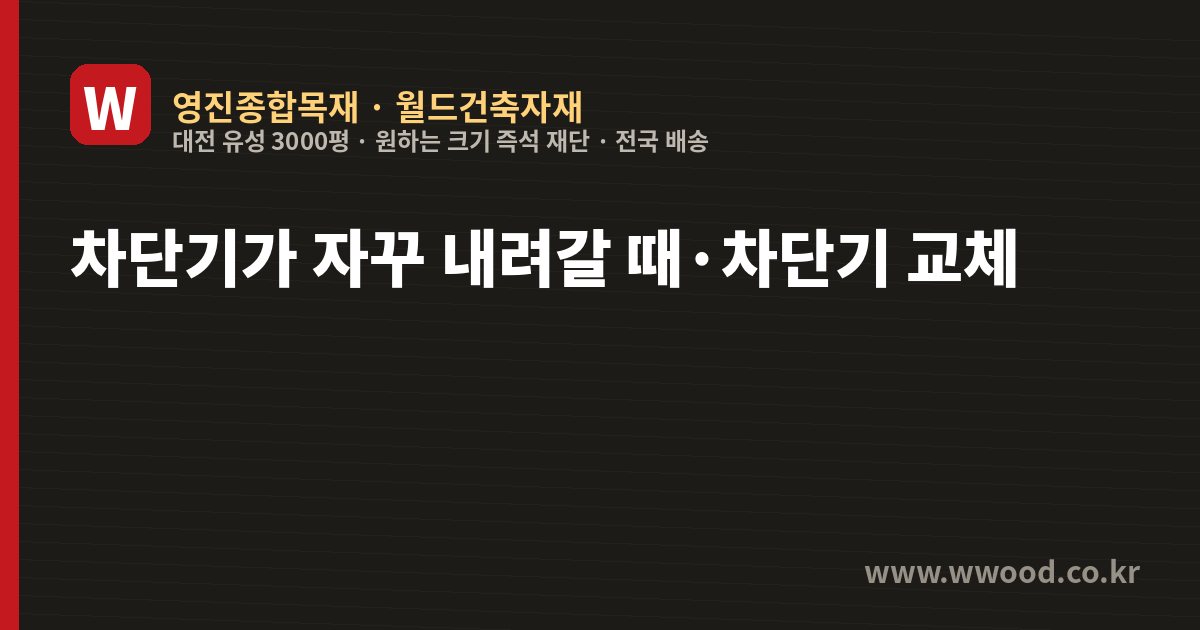 W
영진종합목재 · 월드건축자재
대전 유성 3000평 · 원하는 크기 즉석 재단 · 전국 배송
차단기가 자꾸 내려갈 때·차단기 교체
www.wwood.co.kr